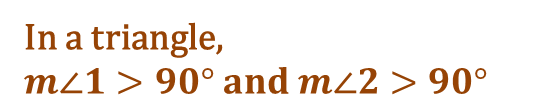 In a triangle,
m∠1 > 90° and m∠2 > 90°